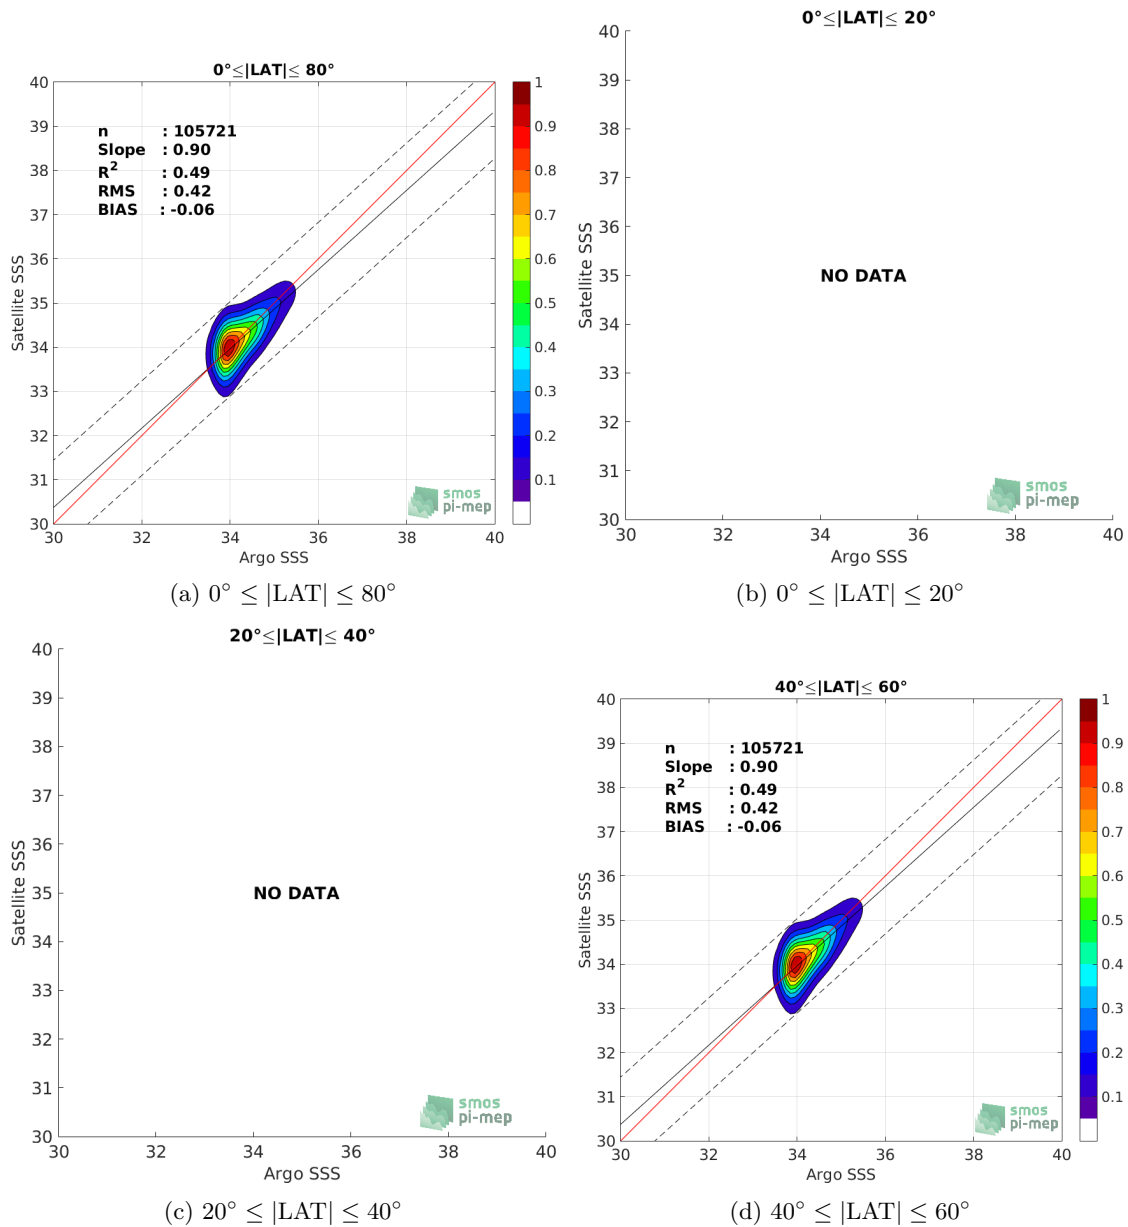 0°≤|LAT|≤ 80°
40
39
38
37
36
35
34
33
32
31
30
Satellite SSS
n : 105721
Slope : 0.90
R² : 0.49
RMS : 0.42
BIAS : -0.06
smos
pi-mep
30 32 34 36 38 40
Argo SSS
1
0.9
0.8
0.7
0.6
0.5
0.4
0.3
0.2
0.1
(a) 0° ≤ |LAT| ≤ 80°
0°≤|LAT|≤ 20°
40
39
38
37
36
35
34
33
32
31
30
Satellite SSS
NO DATA
smos
pi-mep
30 32 34 36 38 40
Argo SSS
(b) 0° ≤ |LAT| ≤ 20°
20°≤|LAT|≤ 40°
40
39
38
37
36
35
34
33
32
31
30
Satellite SSS
NO DATA
smos
pi-mep
30 32 34 36 38 40
Argo SSS
(c) 20° ≤ |LAT| ≤ 40°
40°≤|LAT|≤ 60°
40
39
38
37
36
35
34
33
32
31
30
Satellite SSS
n : 105721
Slope : 0.90
R² : 0.49
RMS : 0.42
BIAS : -0.06
smos
pi-mep
30 32 34 36 38 40
Argo SSS
1
0.9
0.8
0.7
0.6
0.5
0.4
0.3
0.2
0.1
(d) 40° ≤ |LAT| ≤ 60°